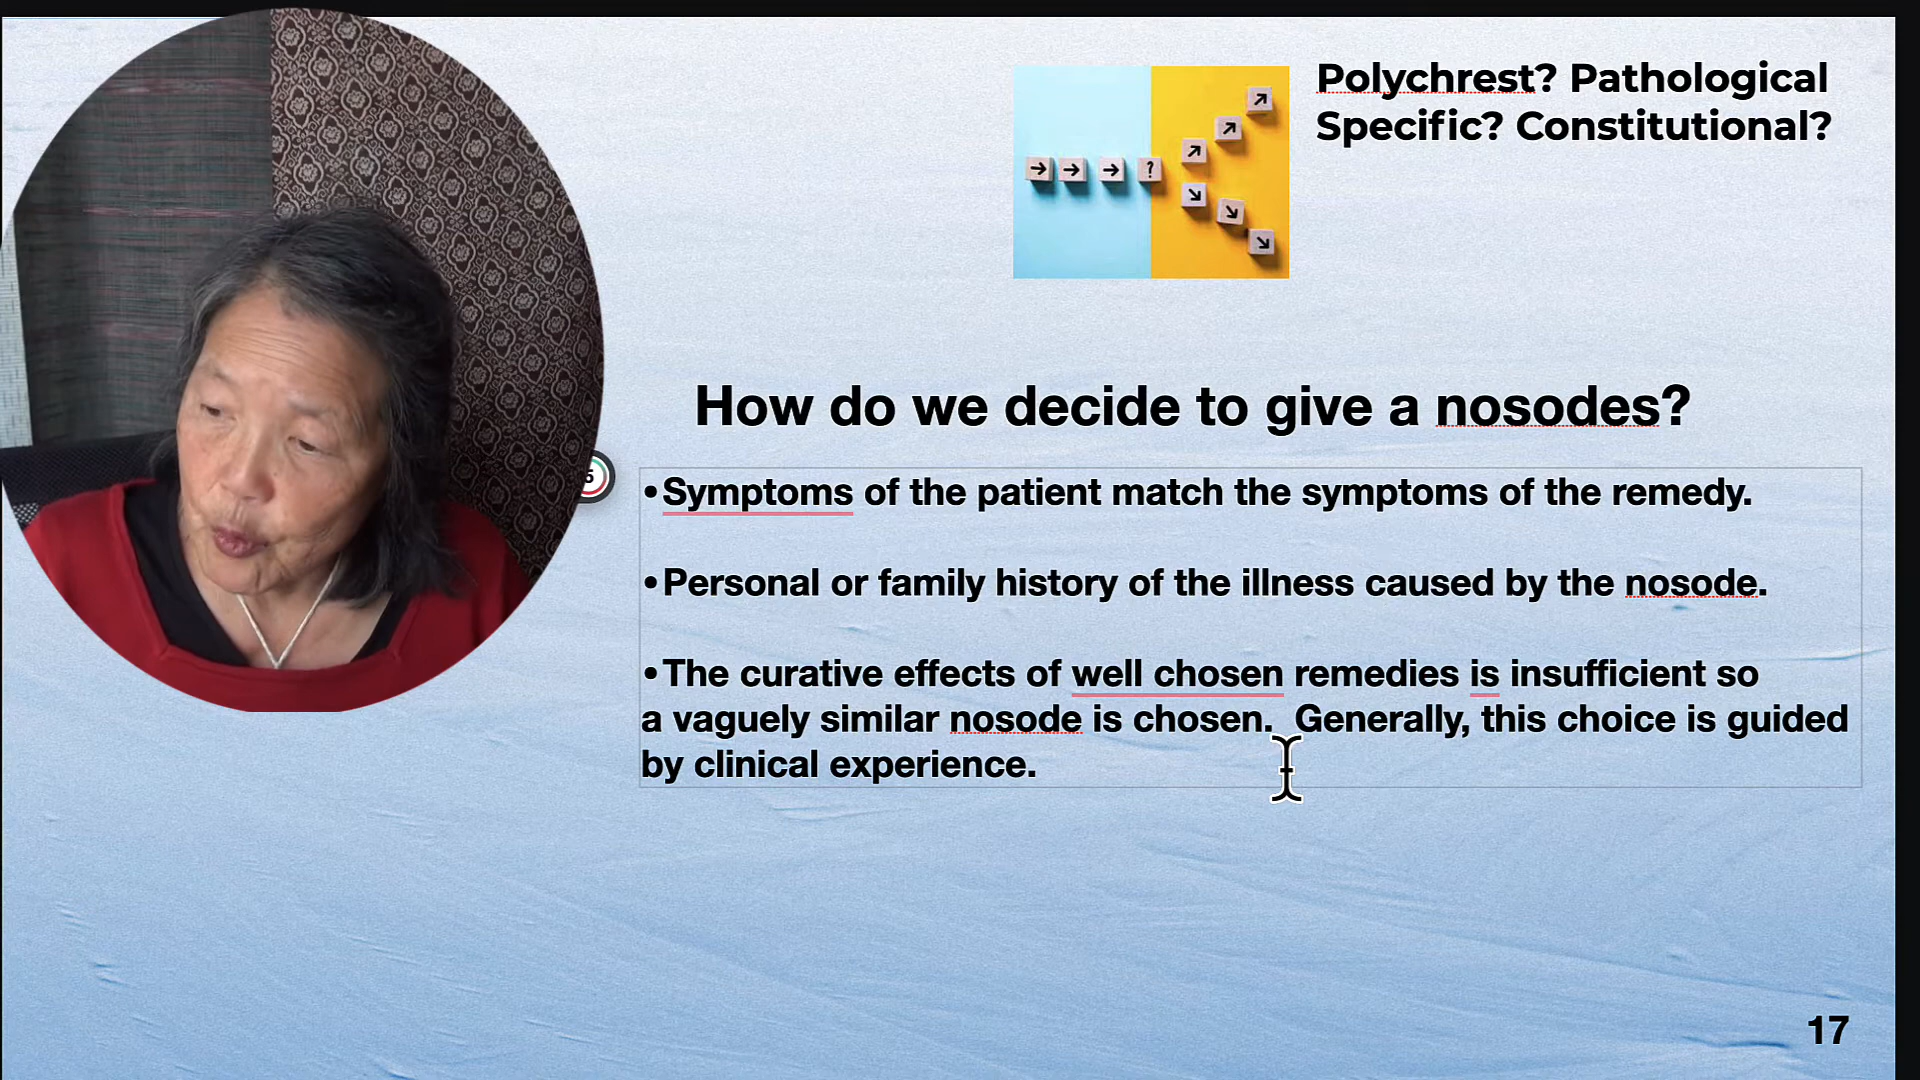 Polychrest? Pathological
Specific? Constitutional?
?
How do we decide to give a nosodes?
•Symptoms of the patient match the symptoms of the remedy.
•Personal or family history of the illness caused by the nosode.
•The curative effects of well chosen remedies is insufficient so
a vaguely similar nosode is chosen.  Generally, this choice is guided
by clinical experience.
17